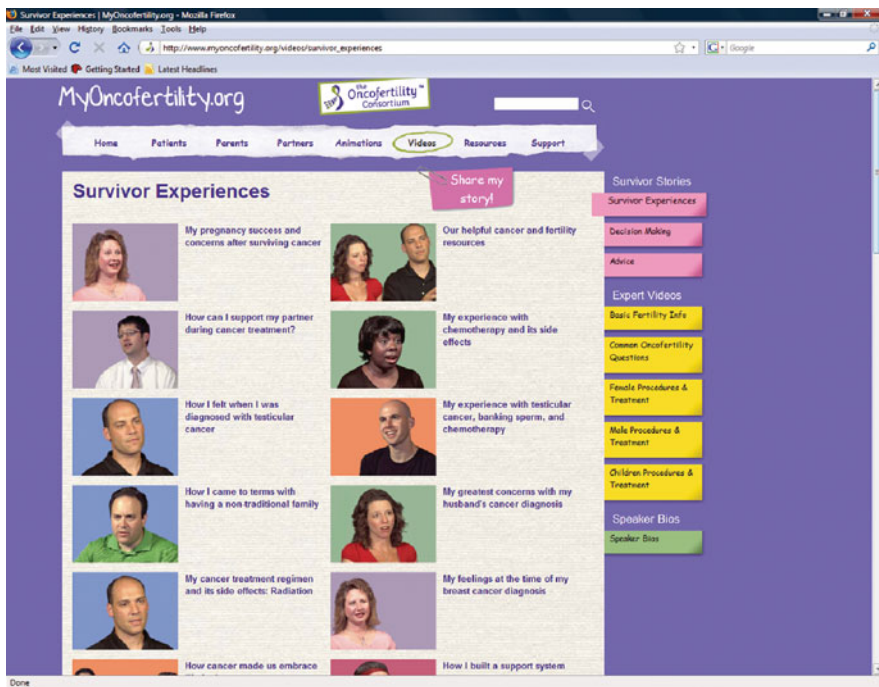 Survivor Experiences | MyOncofertility.org - Mozilla Firefox
File Edit View History Bookmarks Tools Help
http://www.myoncofertility.org/videos/survivor_experiences
Google
Most Visited Getting Started Latest Headlines
MyOncofertility.org
the
Oncofertility™
Consortium
Home Patients Parents Partners Animations Videos Resources Support
Share my
story!
Survivor Experiences
My pregnancy success and
concerns after surviving cancer
Our helpful cancer and fertility
resources
How can I support my partner
during cancer treatment?
My experience with
chemotherapy and its side
effects
How I felt when I was
diagnosed with testicular
cancer
My experience with testicular
cancer, banking sperm, and
chemotherapy
How I came to terms with
having a non-traditional family
My greatest concerns with my
husband's cancer diagnosis
My cancer treatment regimen
and its side effects: Radiation
My feelings at the time of my
breast cancer diagnosis
How cancer made us embrace
How I built a support system
Survivor Stories
Survivor Experiences
Decision Making
Advice
Expert Videos
Basic Fertility Info
Common Oncofertility
Questions
Female Procedures &
Treatment
Male Procedures &
Treatment
Children Procedures &
Treatment
Speaker Bios
Speaker Bios
Done